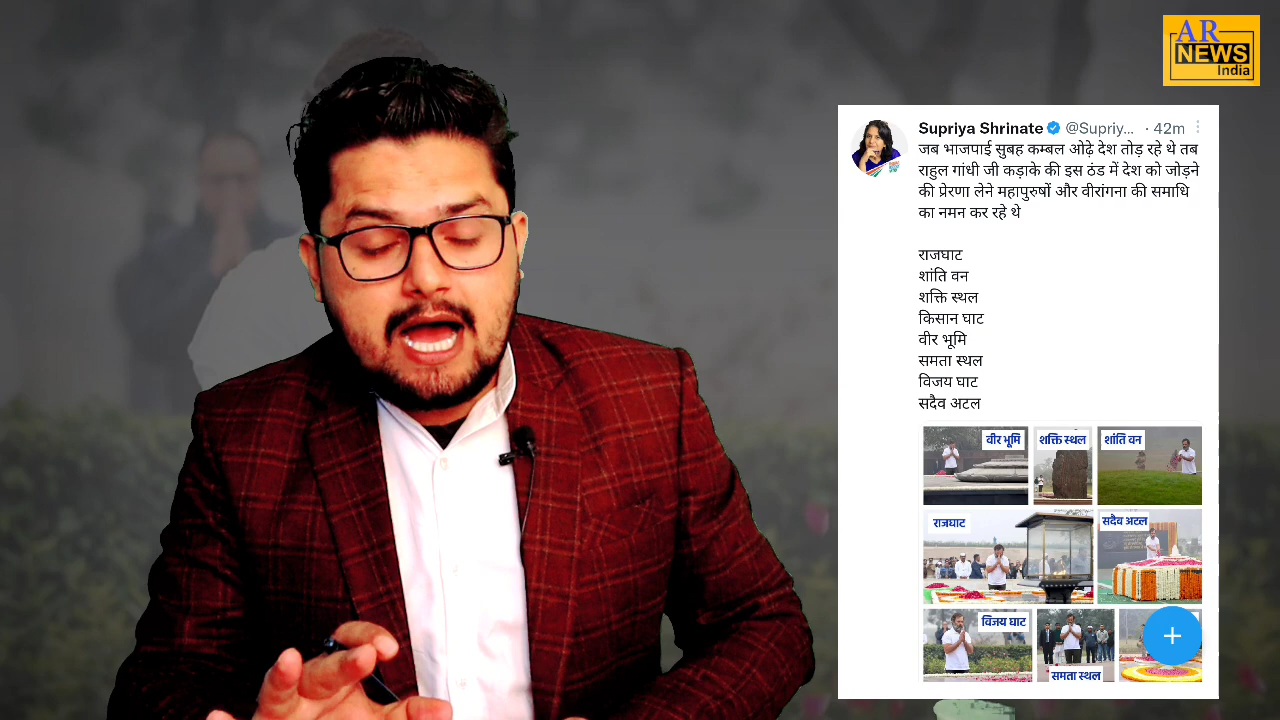 AR
NEWS
India
Supriya Shrinate @Supriy... · 42m
जब भाजपाई सुबह कम्बल ओढ़े देश तोड़ रहे थे तब
राहुल गांधी जी कड़ाके की इस ठंड में देश को जोड़ने
की प्रेरणा लेने महापुरुषों और वीरांगना की समाधि
का नमन कर रहे थे
राजघाट
शांति वन
शक्ति स्थल
किसान घाट
वीर भूमि
समता स्थल
विजय घाट
सदैव अटल
वीर भूमि
शक्ति स्थल
शांति वन
राजघाट
सदैव अटल
विजय घाट
समता स्थल